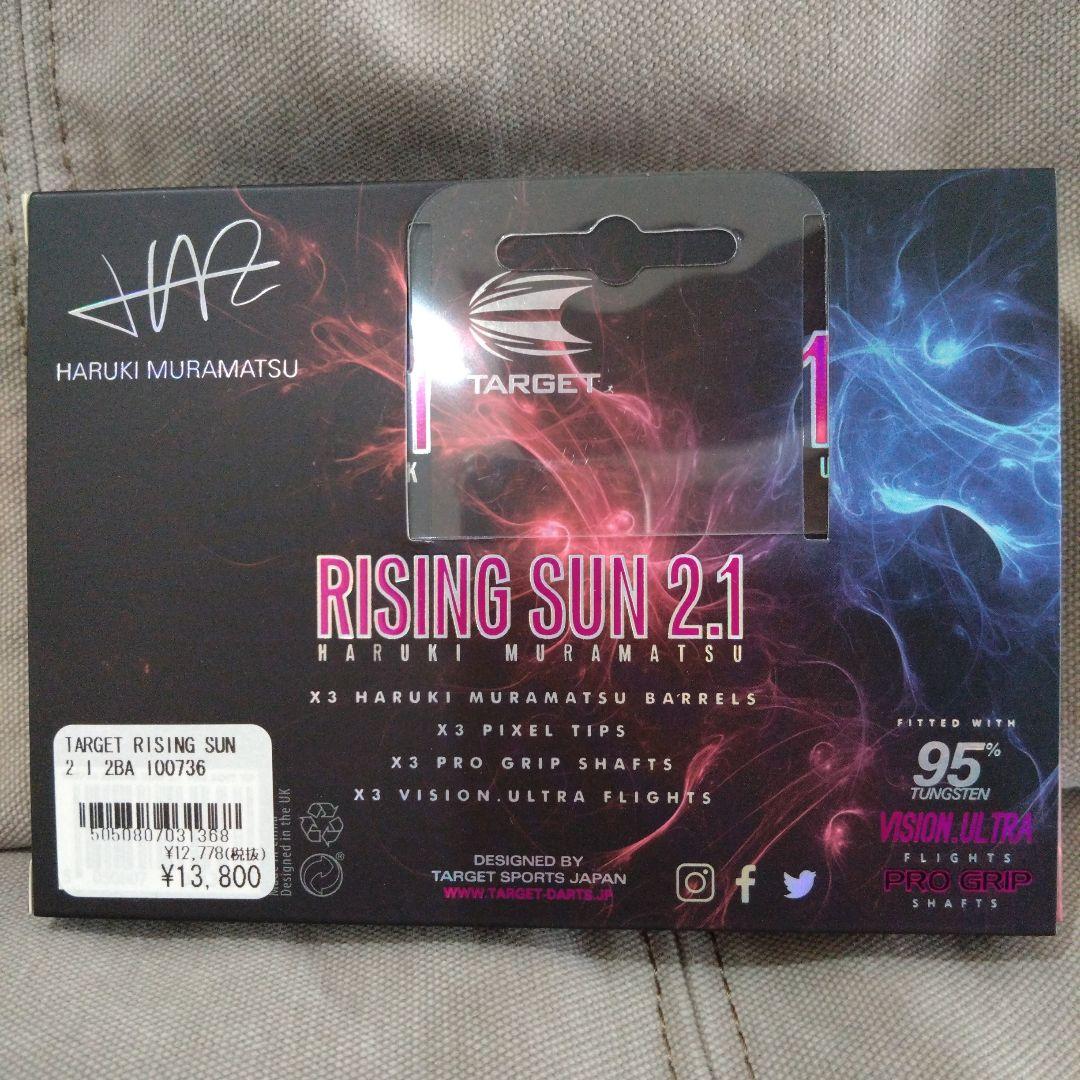 HARUKI MURAMATSU
TARGET
1
K
1
U
RISING SUN 2.1
HARUKI MURAMATSU
X3 HARUKI MURAMATSU BARRELS
X3 PIXEL TIPS
X3 PRO GRIP SHAFTS
X3 VISION.ULTRA FLIGHTS
DESIGNED BY
TARGET SPORTS JAPAN
WWW.TARGET-DARTS.JP
FITTED WITH
95%
TUNGSTEN
VISION.ULTRA
FLIGHTS
PRO GRIP
SHAFTS
TARGET RISING SUN
2 1 2BA 100736
5050807031368
¥12,778(税抜)
¥13,800
Designed in the UK